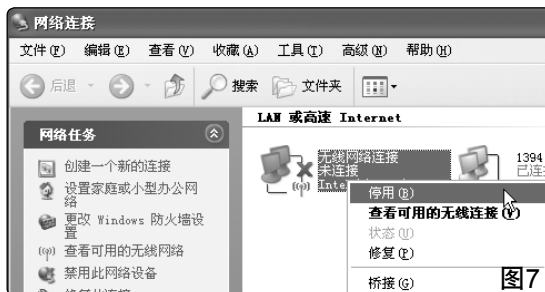 网络连接
文件(F) 编辑(E) 查看(V) 收藏(A) 工具(T) 高级(N) 帮助(H)
后退 搜索 文件夹
LAN 或高速 Internet
网络任务
创建一个新的连接
设置家庭或小型办公网
络
更改 Windows 防火墙设
置
查看可用的无线网络
禁用此网络设备
无线网络连接
未连接
Inte
1394
已连
停用(B)
查看可用的无线连接(V)
状态(U)
修复(P)
桥接(G)
图7